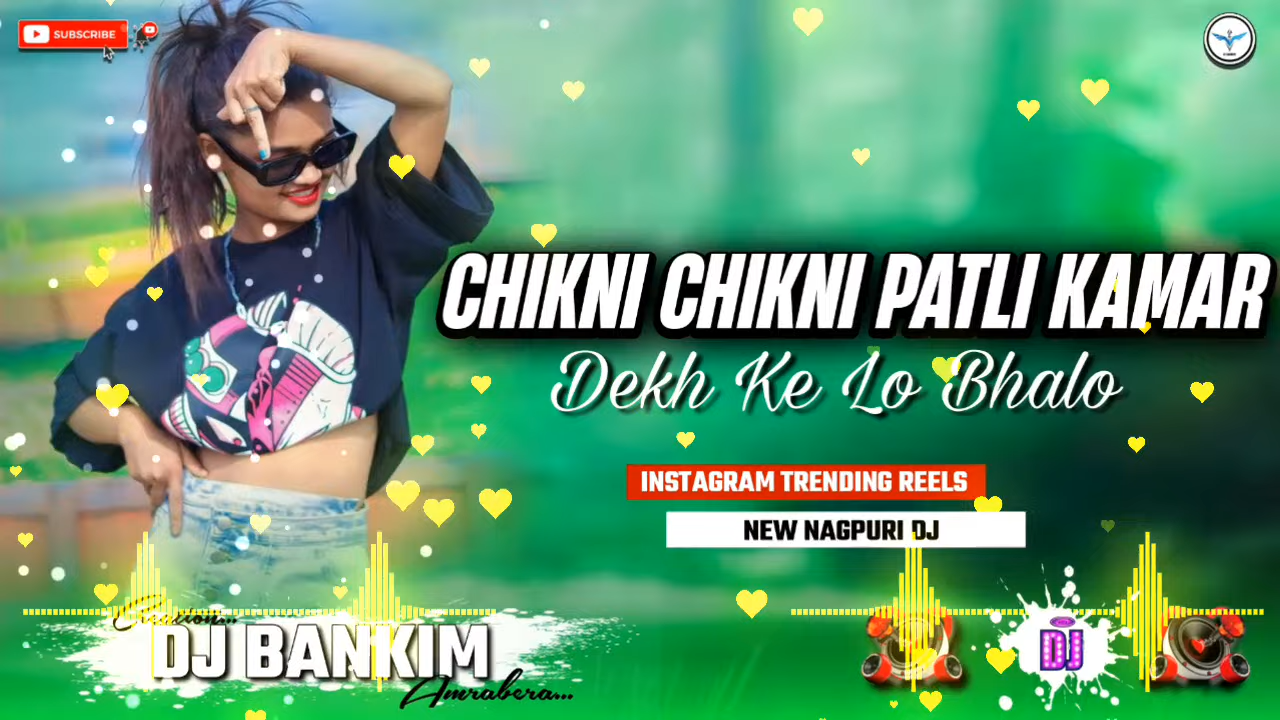 SUBSCRIBE
CHIKNI CHIKNI PATLI KAMAR
Dekh Ke Lo Bhalo
INSTAGRAM TRENDING REELS
NEW NAGPURI DJ
Creacion...
DJ BANKIM
Amrabera...
DJ